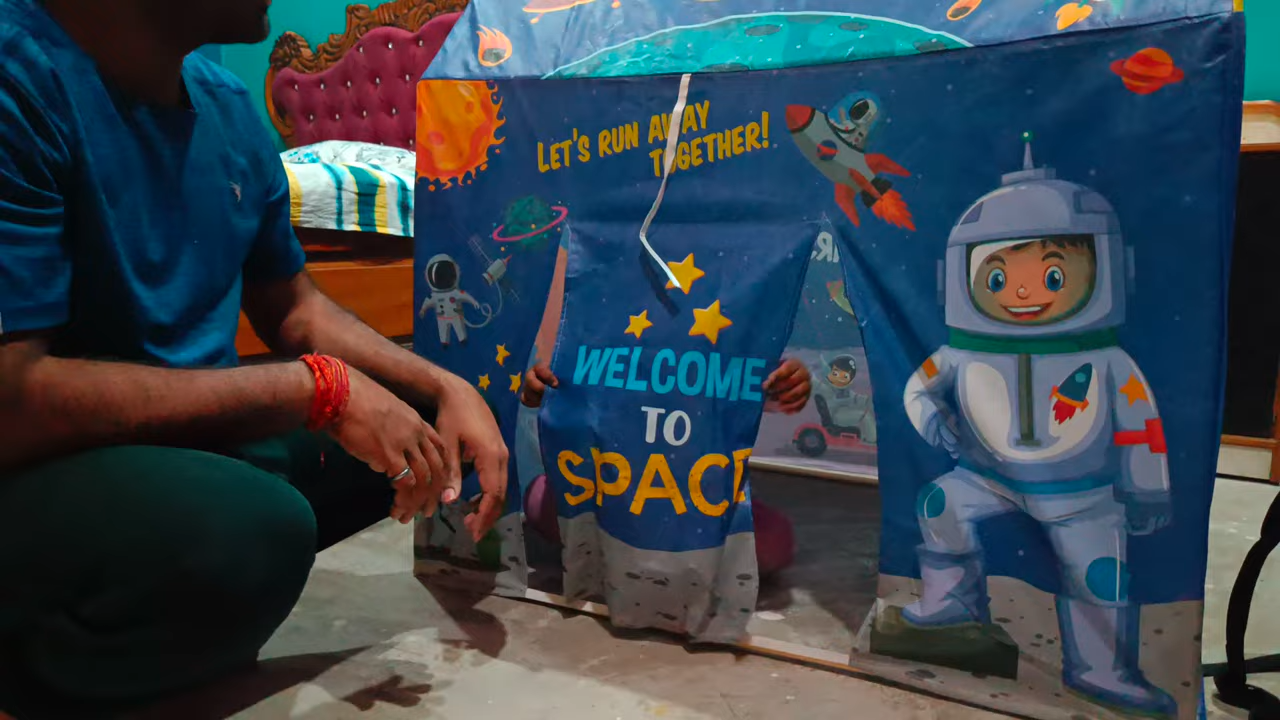 LET'S RUN AWAY
TOGETHER!
WELCOME
TO
SPACE